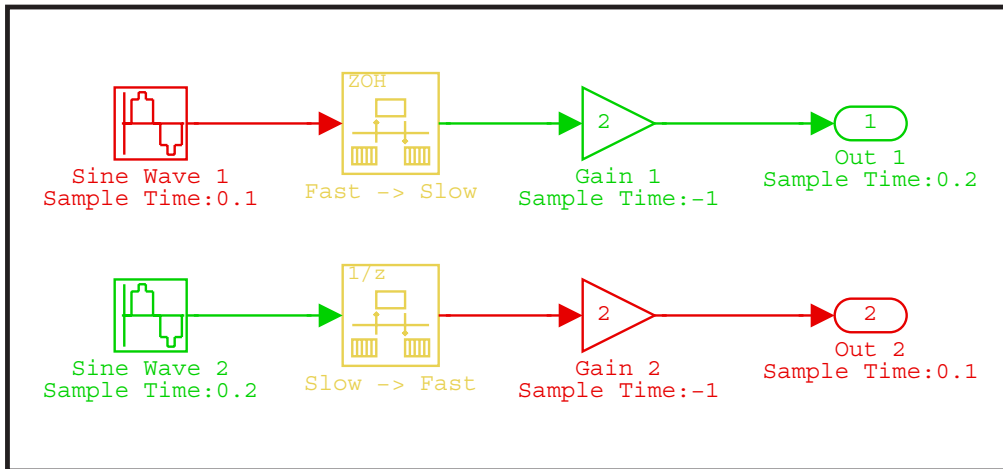 ZOH
2
1
Sine Wave 1
Sample Time:0.1
Fast -> Slow
Gain 1
Sample Time:-1
Out 1
Sample Time:0.2
1/z
2
2
Sine Wave 2
Sample Time:0.2
Slow -> Fast
Gain 2
Sample Time:-1
Out 2
Sample Time:0.1